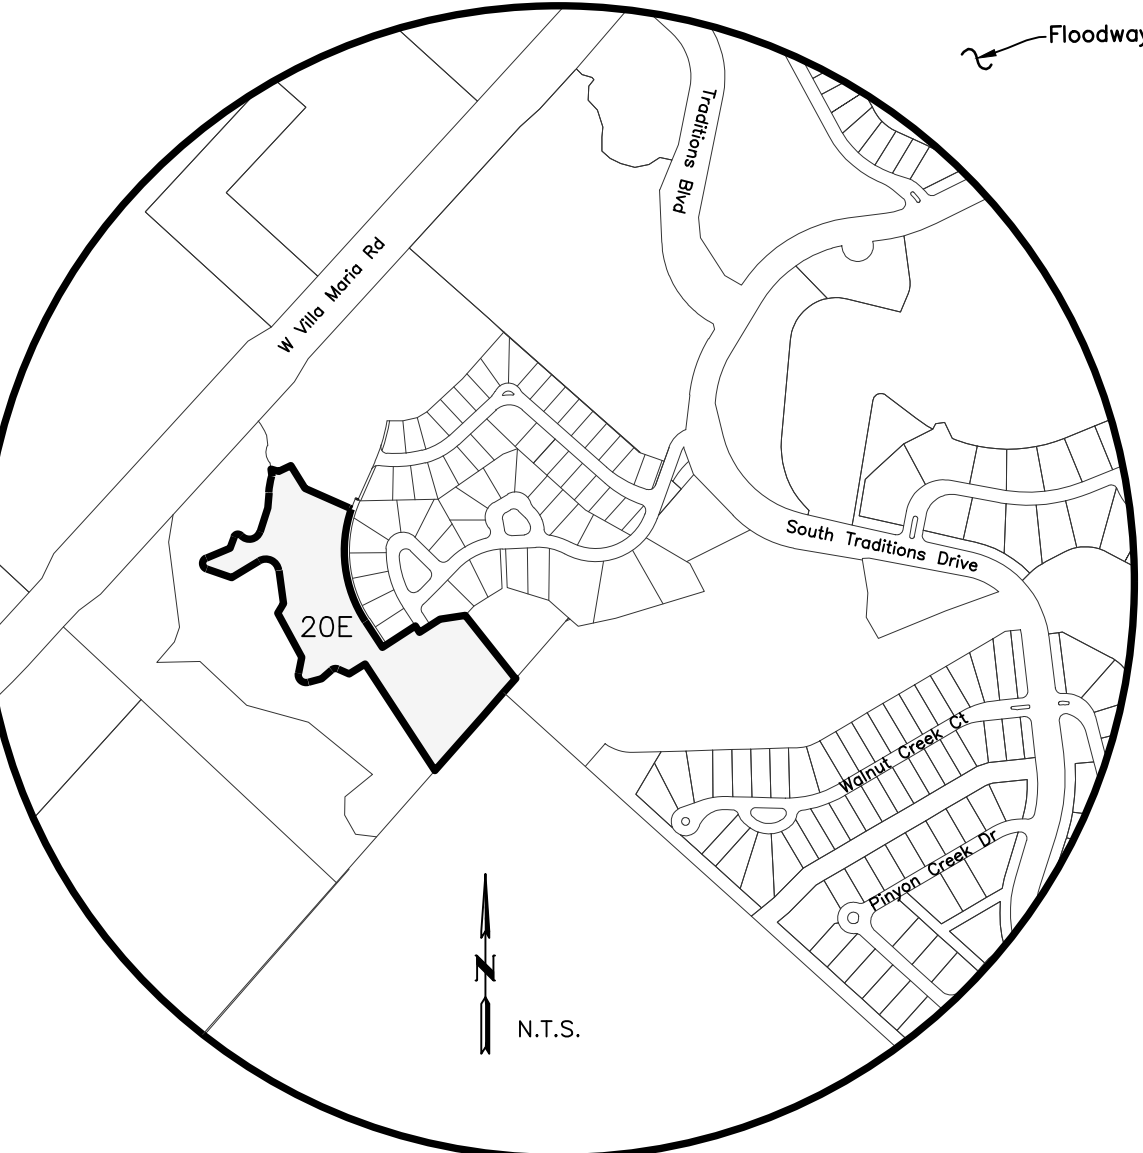 Floodway
Traditions Blvd
W Villa Maria Rd
South Traditions Drive
20E
Walnut Creek Ct
Pinyon Creek Dr
N
N.T.S.